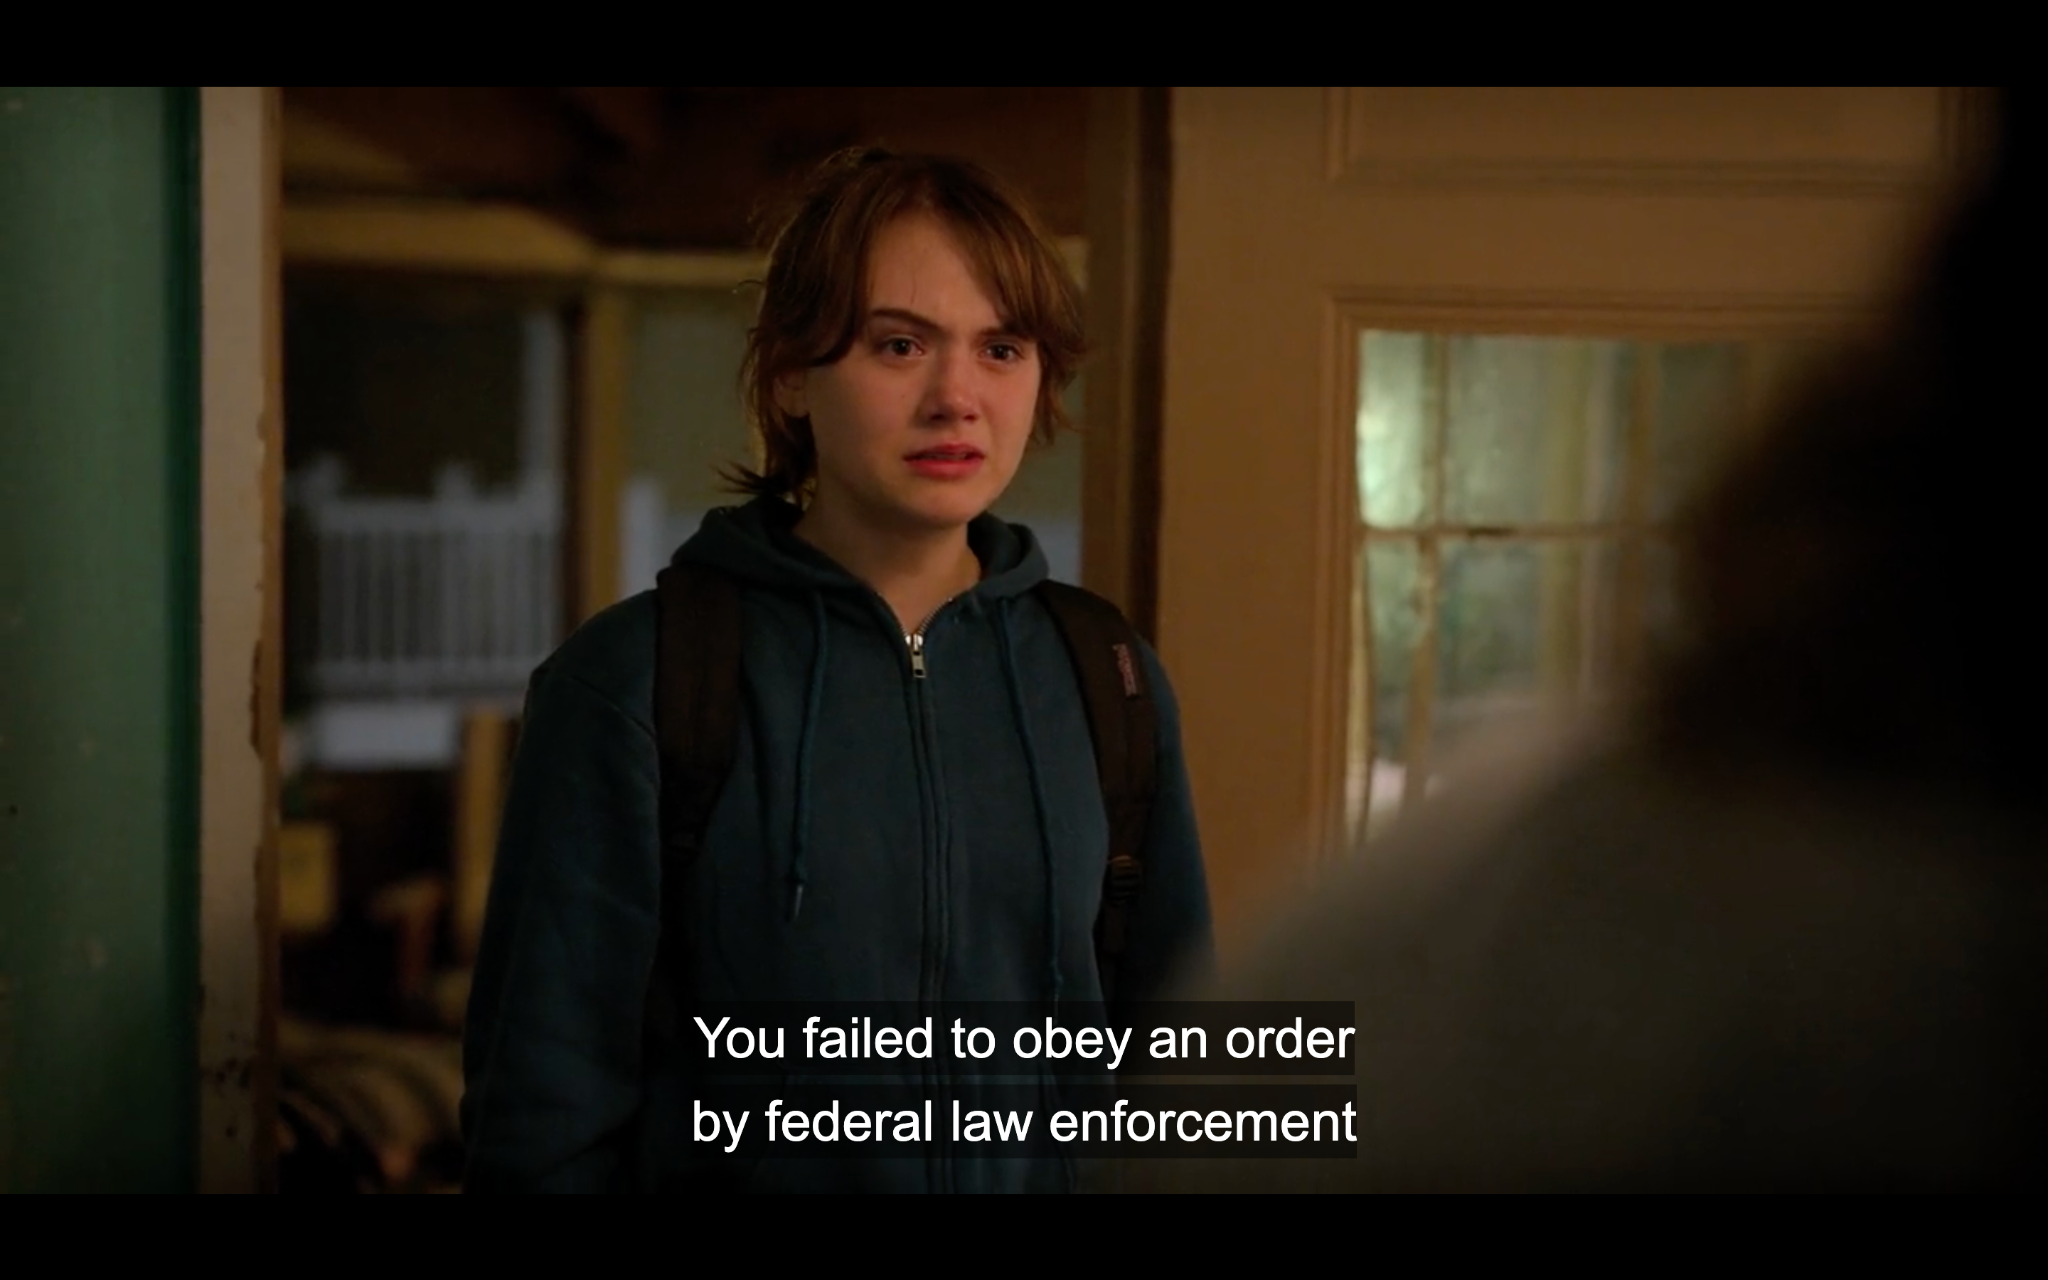 You failed to obey an order
by federal law enforcement